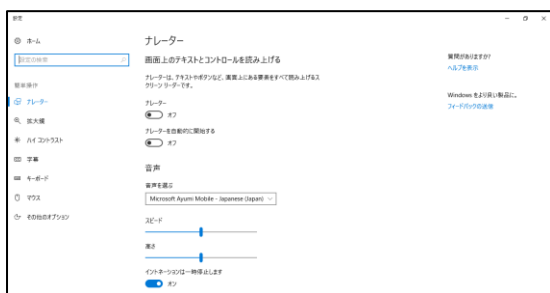 設定
ホーム
設定の検索
簡単操作
ナレーター
拡大鏡
ハイ コントラスト
字幕
キーボード
マウス
その他のオプション
ナレーター
画面上のテキストとコントロールを読み上げる
ナレーターは、テキストやボタンなど、画面上にある要素をすべて読み上げるス
クリーン リーダーです。
ナレーター
オフ
ナレーターを自動的に開始する
オフ
音声
音声を選ぶ
Microsoft Ayumi Mobile - Japanese (Japan)
スピード
高さ
イントネーションは一時停止します
オン
質問がありますか?
ヘルプを表示
Windows をより良い製品に。
フィードバックの送信